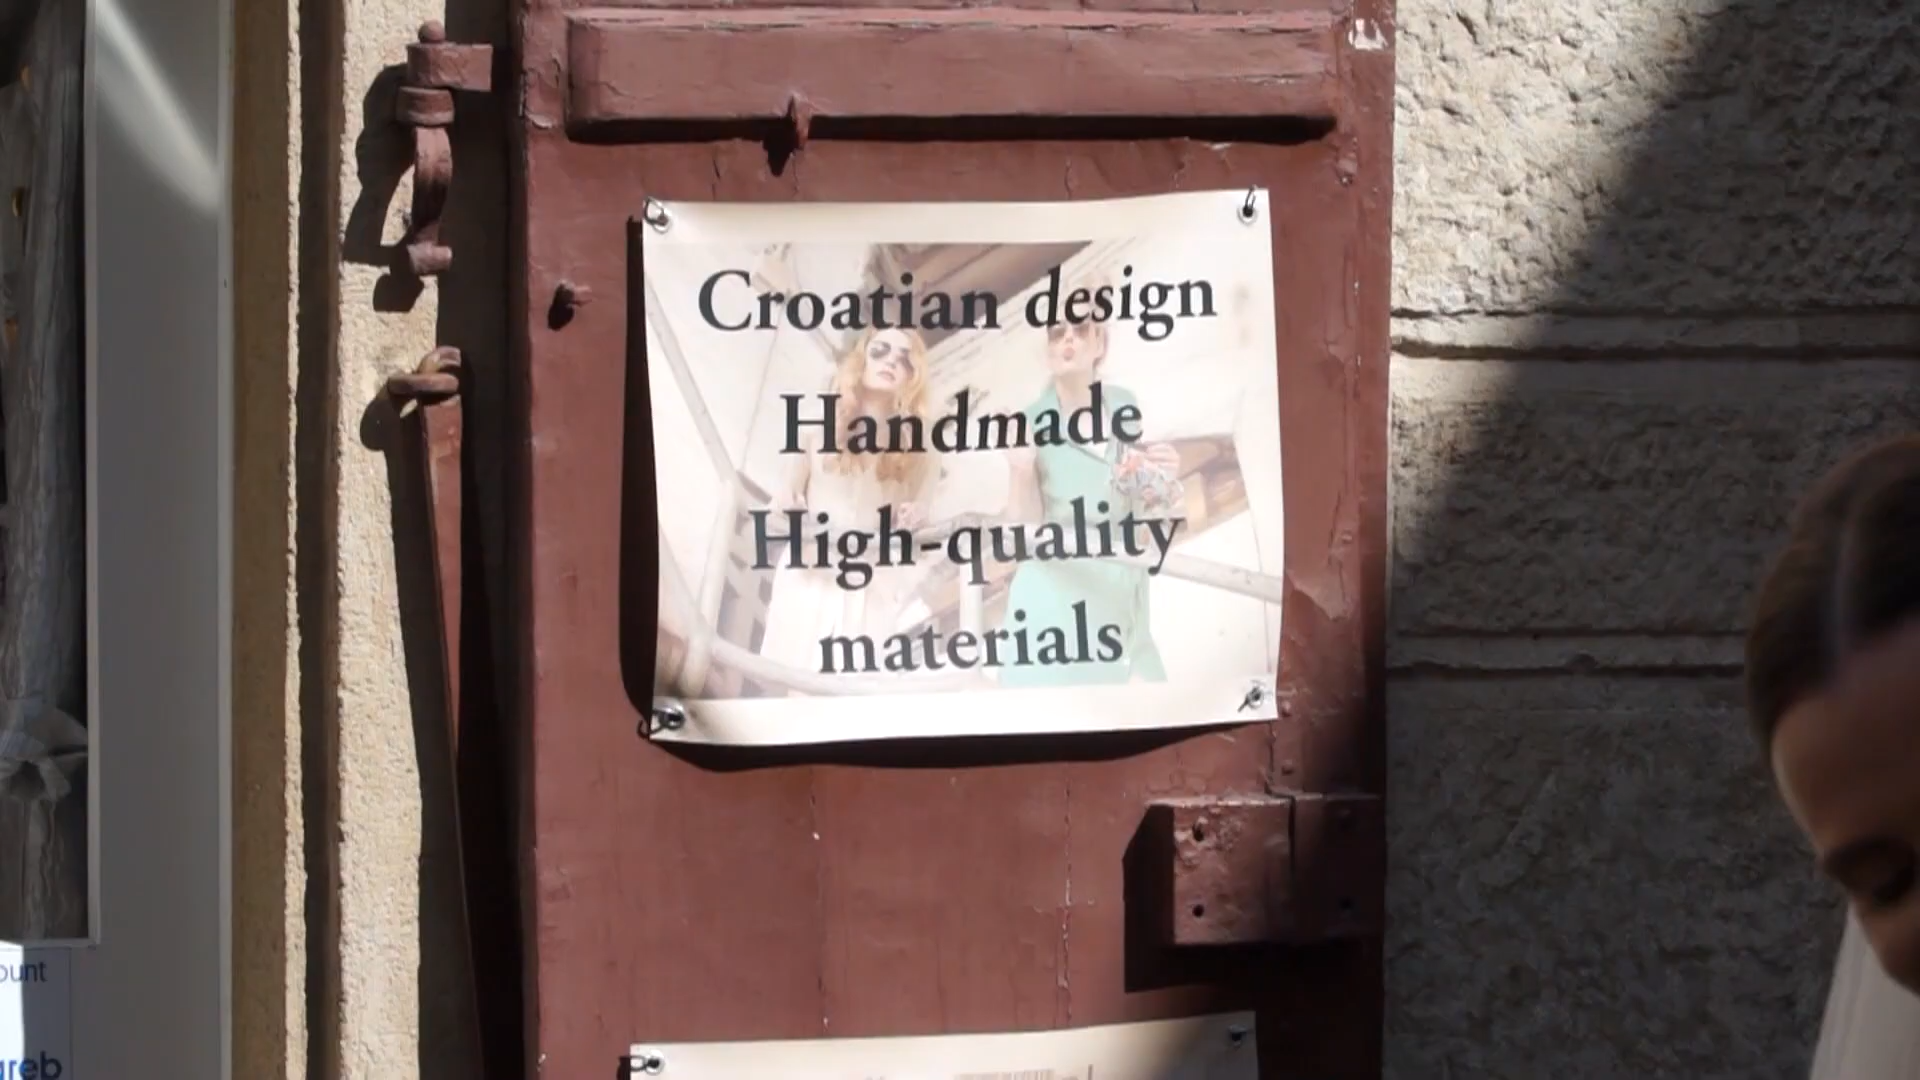 Croatian design
Handmade
High-quality
materials
ount
greb